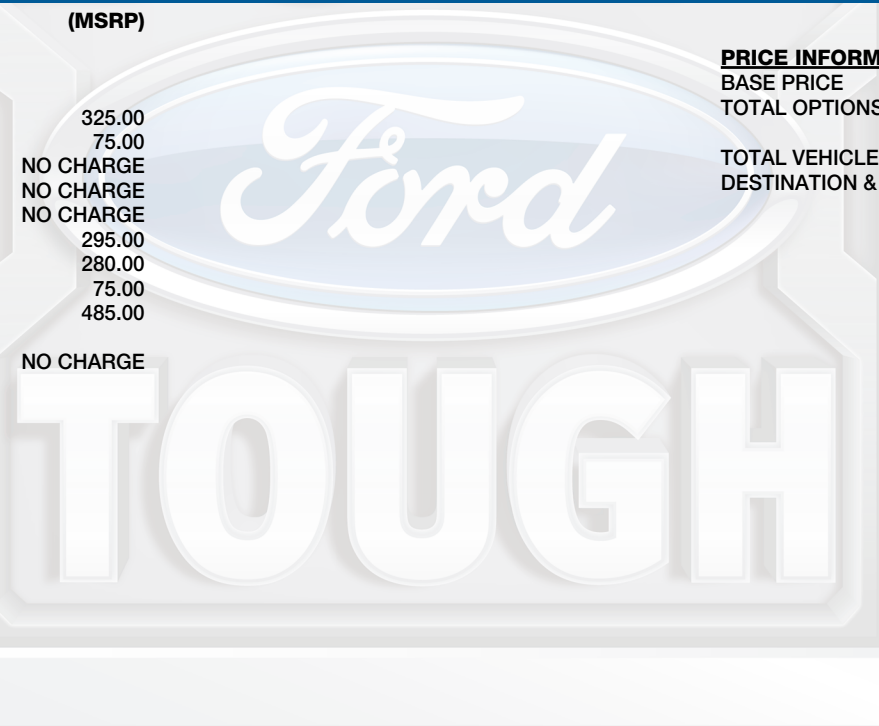 (MSRP)
325.00
75.00
NO CHARGE
NO CHARGE
NO CHARGE
295.00
280.00
75.00
485.00
NO CHARGE
PRICE INFORM
BASE PRICE
TOTAL OPTIONS
TOTAL VEHICLE
DESTINATION &
Ford
TOUGH